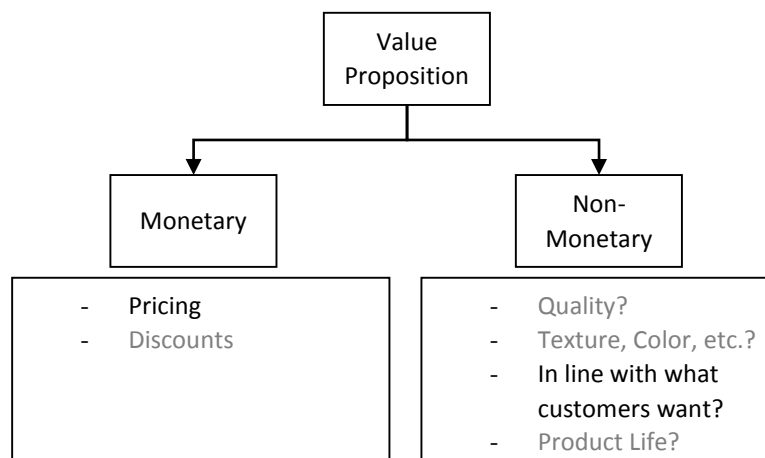 Value
Proposition
Monetary
Non-
Monetary
- Pricing
- Discounts
- Quality?
- Texture, Color, etc.?
- In line with what
customers want?
- Product Life?